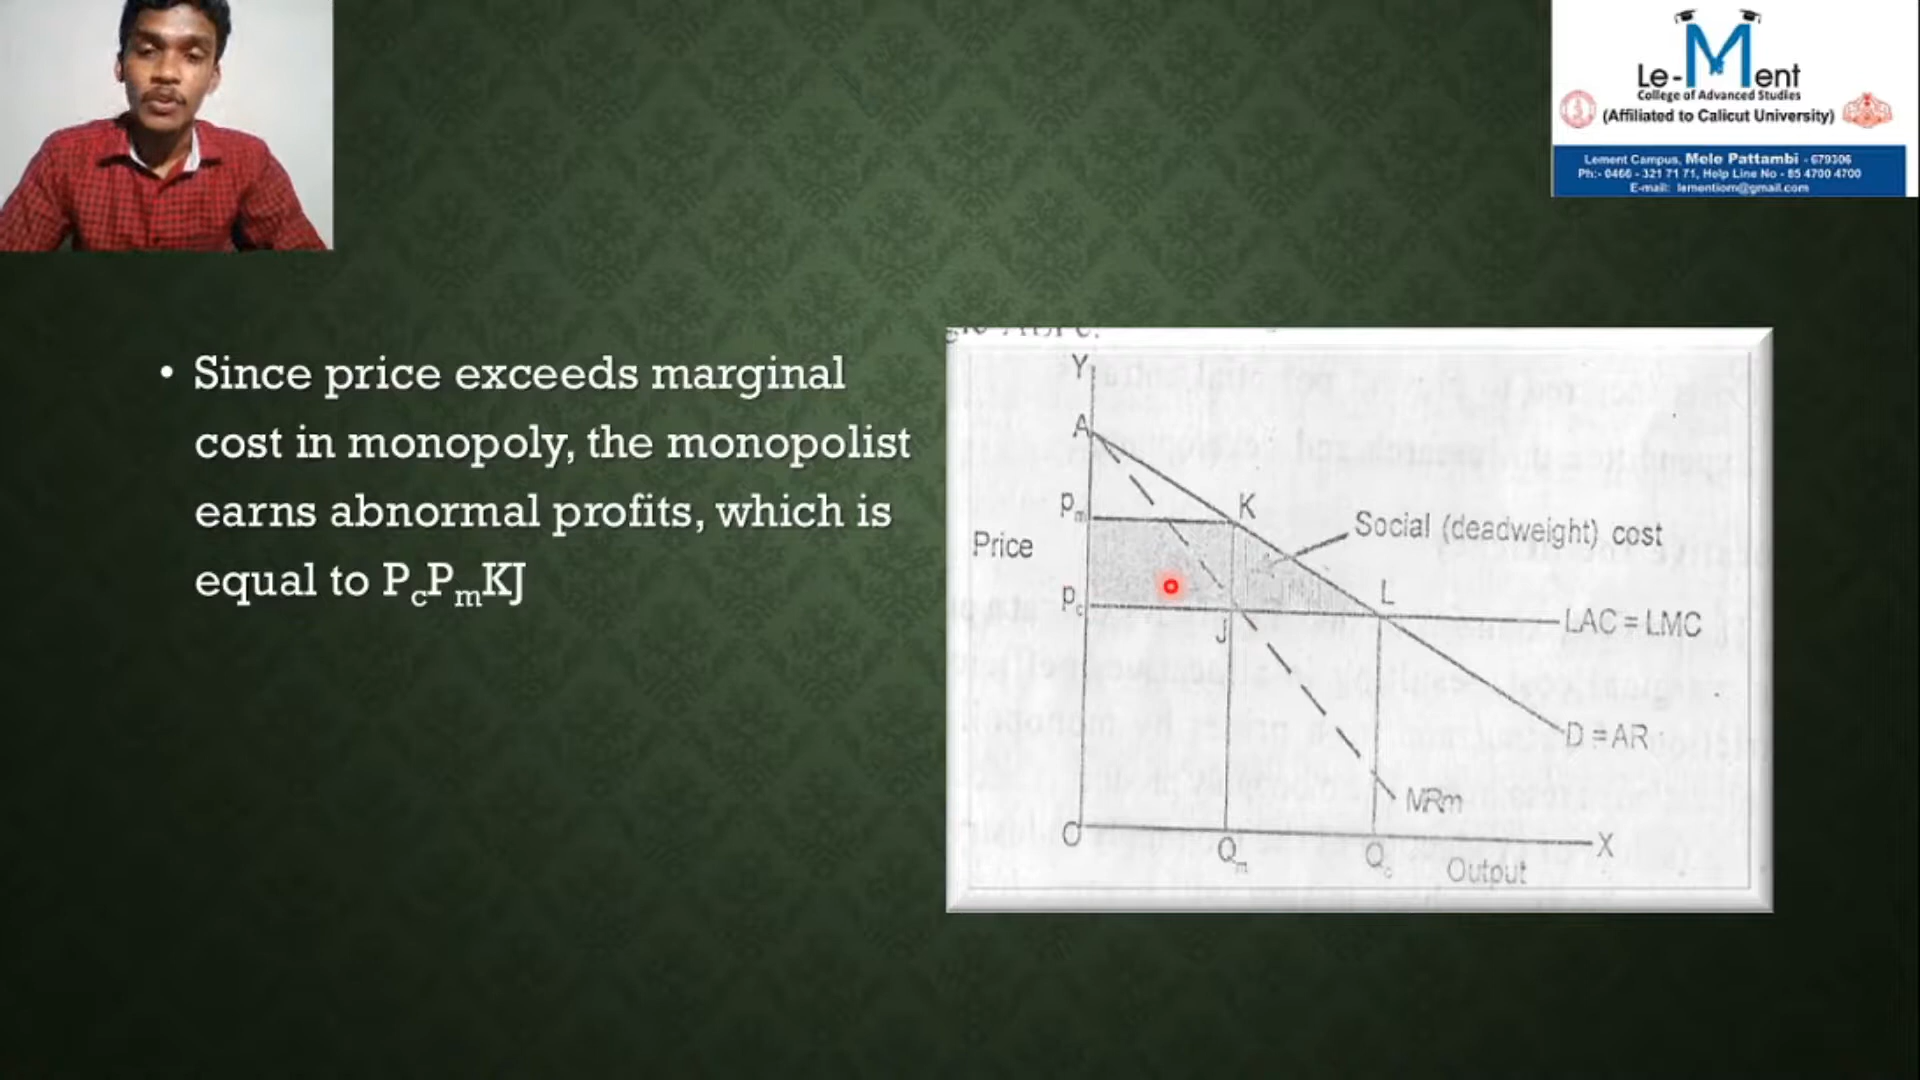 Le-Ment
College of Advanced Studies
(Affiliated to Calicut University)
Lement Campus, Mele Pattambi - 679306
Ph:- 0466 - 321 71 71, Help Line No - 85 4700 4700
E-mail: lementiom@gmail.com
• Since price exceeds marginal
cost in monopoly, the monopolist
earns abnormal profits, which is
equal to PcPmKJ
Y
A
Pm
K
Social (deadweight) cost
Price
Pc
L
LAC = LMC
J
D = AR
MRm
O
X
Qm
Qc
Output